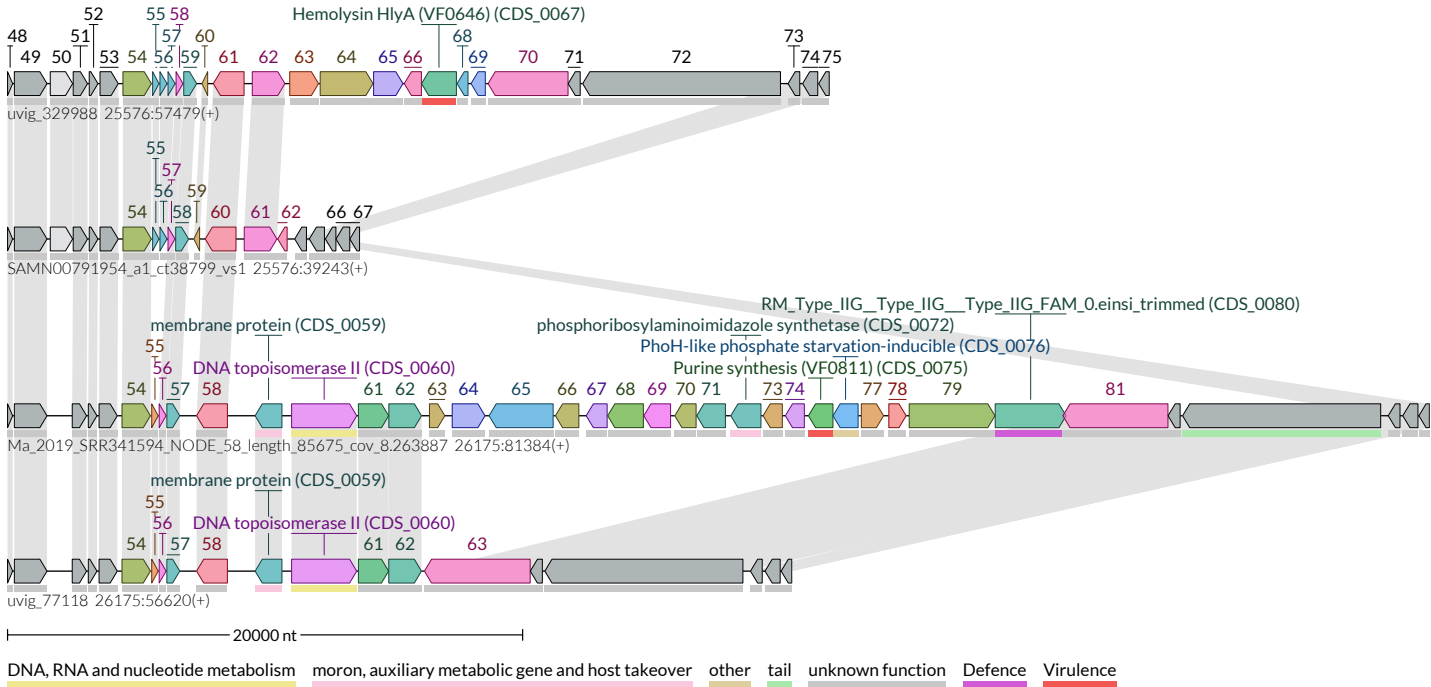 52 55 58 Hemolysin HlyA (VF0646) (CDS_0067)
48 51 57 60 68 73
49 50 53 54 56 59 61 62 63 64 65 66 69 70 71 72 74 75
uvig_329988 25576:57479(+)
55
57
56 59
54 58 60 61 62 66 67
SAMN00791954_a1_ct38799_vs1 25576:39243(+)
RM_Type_IIG__Type_IIG___Type_IIG_FAM_0.einsi_trimmed (CDS_0080)
membrane protein (CDS_0059) phosphoribosylaminoimidazole synthetase (CDS_0072)
55 PhoH-like phosphate starvation-inducible (CDS_0076)
56 DNA topoisomerase II (CDS_0060) Purine synthesis (VF0811) (CDS_0075)
54 57 58 61 62 63 64 65 66 67 68 69 70 71 73 74 77 78 79 81
Ma_2019_SRR341594_NODE_58_length_85675_cov_8.263887 26175:81384(+)
membrane protein (CDS_0059)
55
56 DNA topoisomerase II (CDS_0060)
54 57 58 61 62 63
uvig_77118 26175:56620(+)
20000 nt
DNA, RNA and nucleotide metabolism moron, auxiliary metabolic gene and host takeover other tail unknown function Defence Virulence